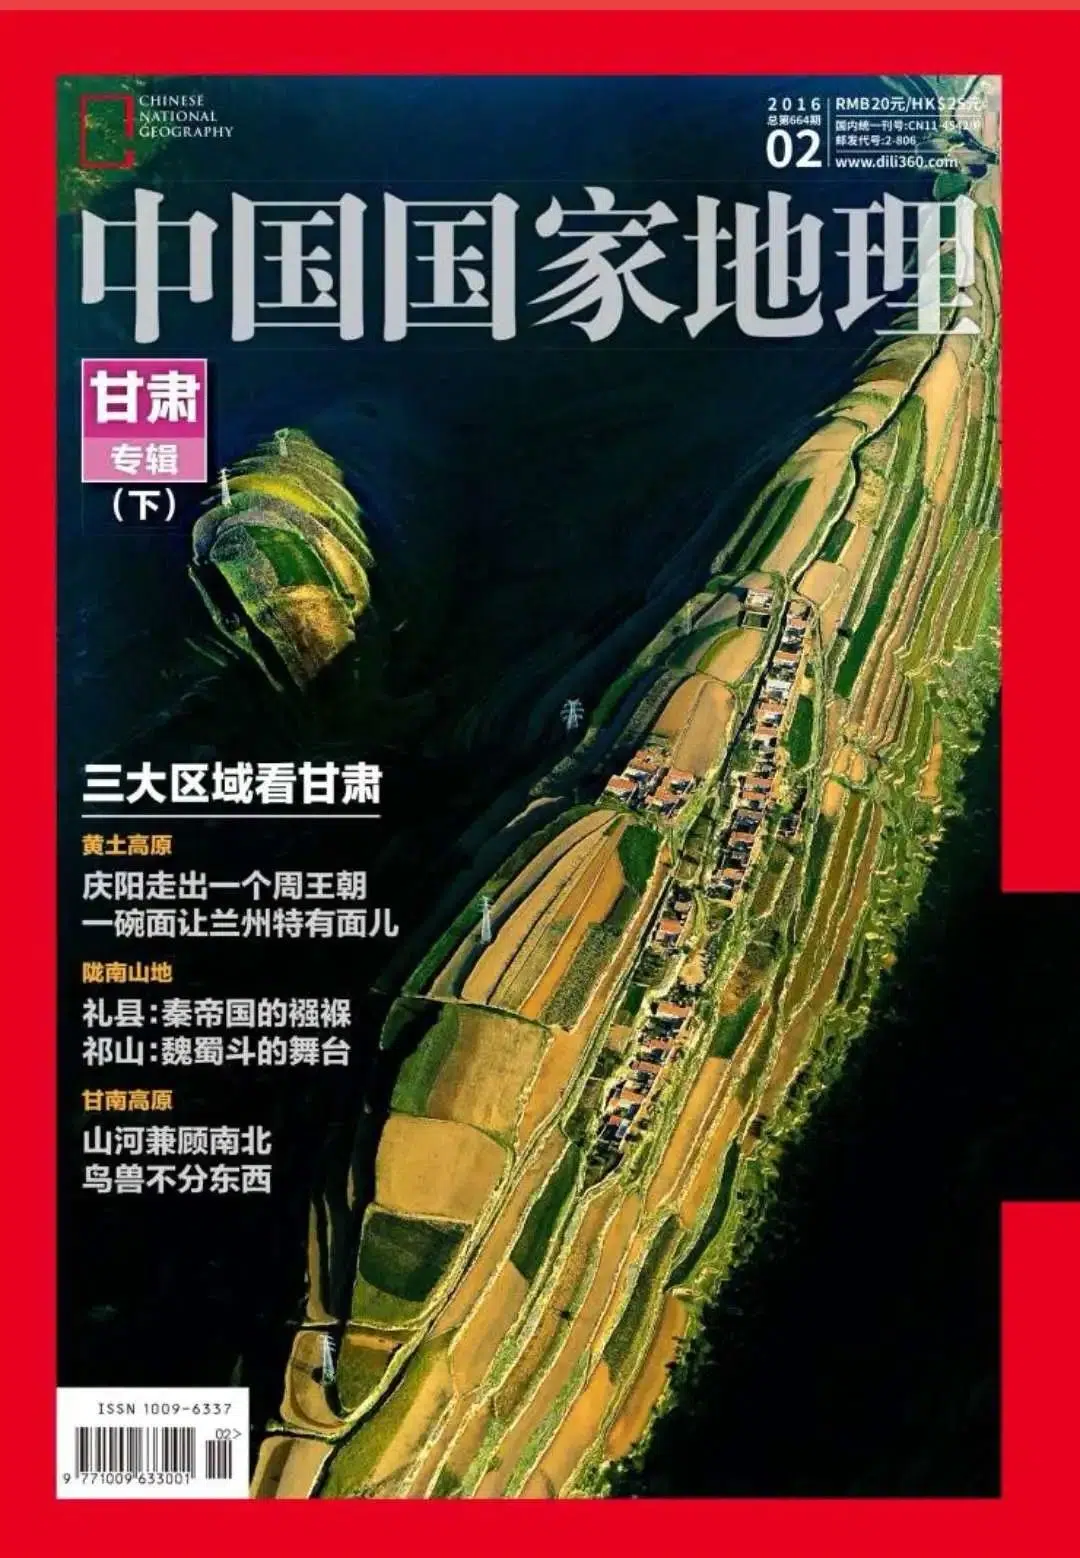 CHINESE
NATIONAL
GEOGRAPHY
2016
总第664期
02
RMB20元/HK$25元
国内统一刊号:CN11-4542/P
邮发代号:2-806
www.dili360.com
中国国家地理
甘肃
专辑
(下)
三大区域看甘肃
黄土高原
庆阳走出一个周王朝
一碗面让兰州特有面儿
陇南山地
礼县:秦帝国的襁褓
祁山:魏蜀斗的舞台
甘南高原
山河兼顾南北
鸟兽不分东西
ISSN 1009-6337
02>
9 771009 633001